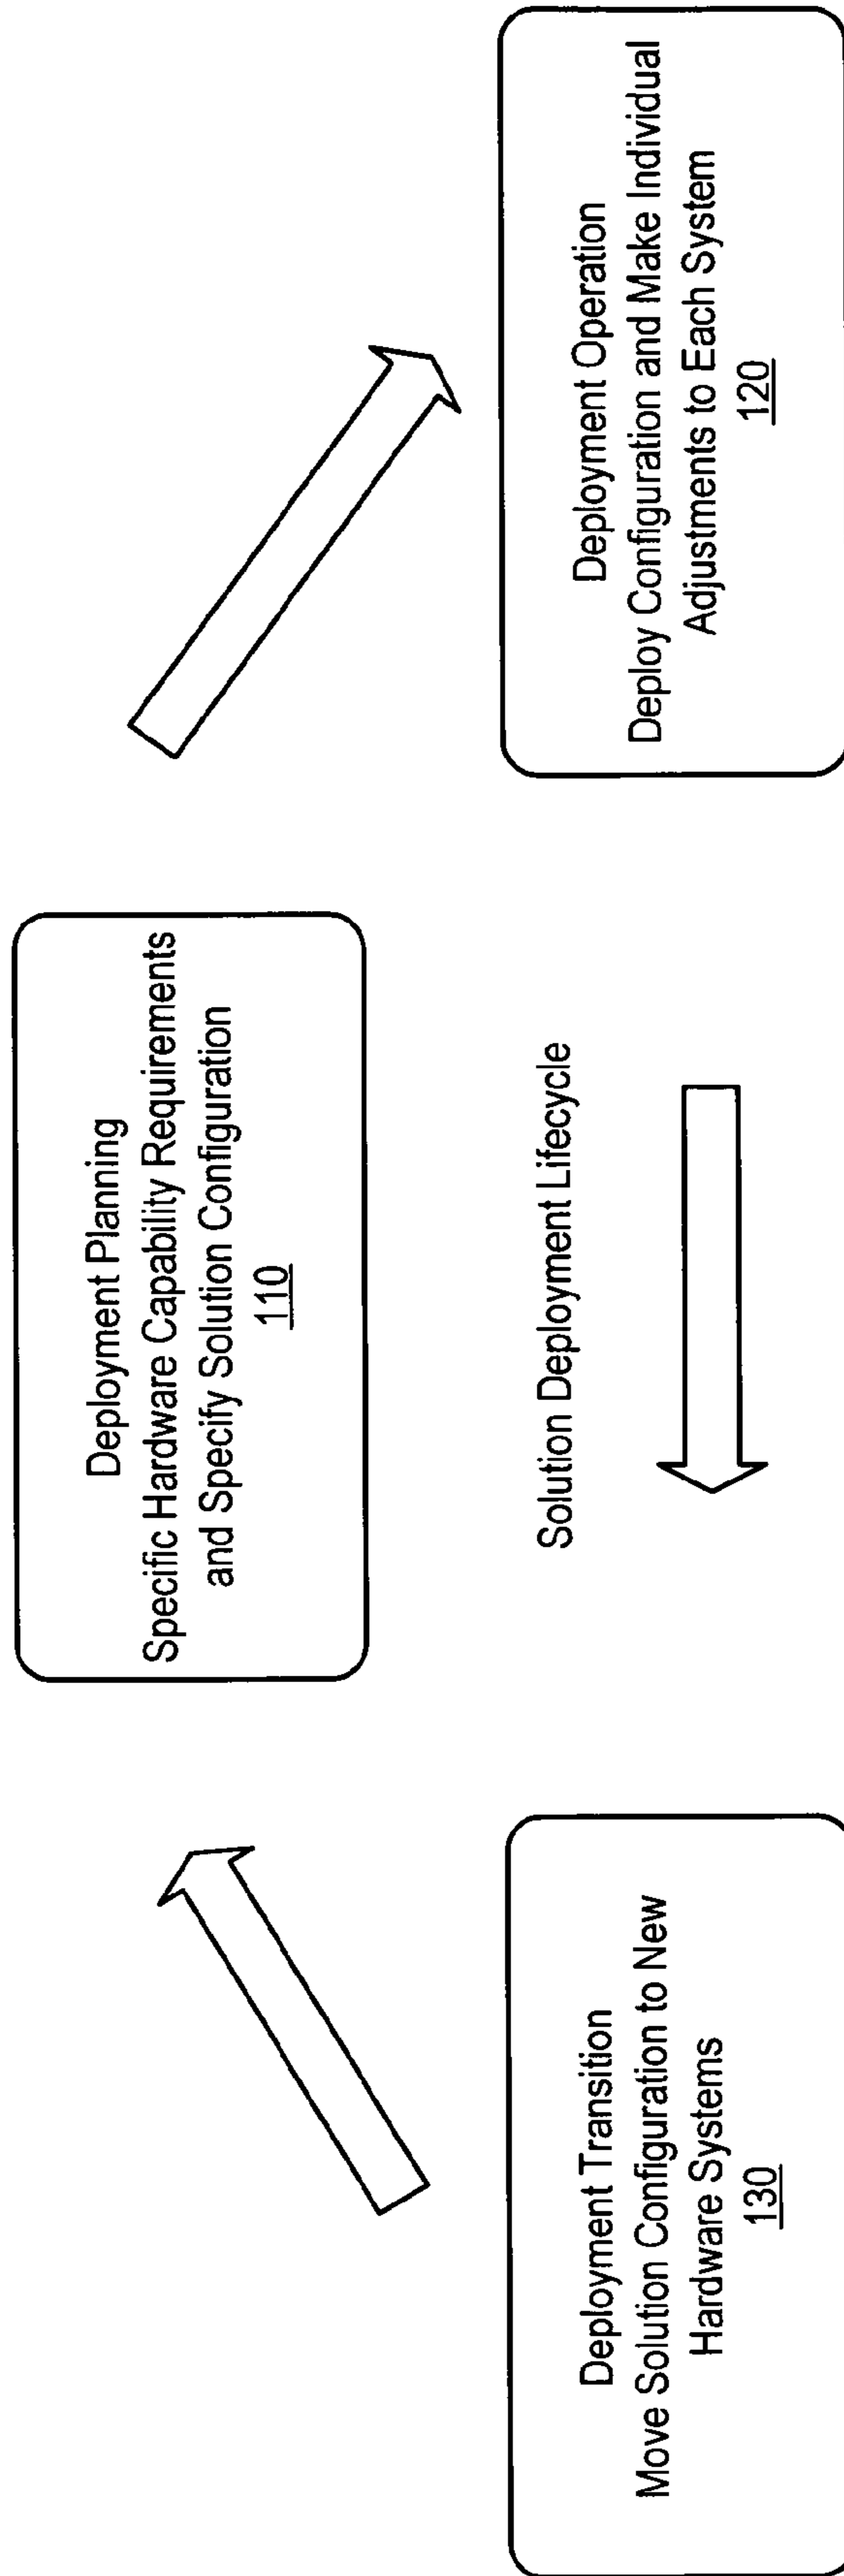 Deployment Planning
Specific Hardware Capability Requirements
and Specify Solution Configuration
110
Solution Deployment Lifecycle
Deployment Transition
Move Solution Configuration to New
Hardware Systems
130
Deployment Operation
Deploy Configuration and Make Individual
Adjustments to Each System
120